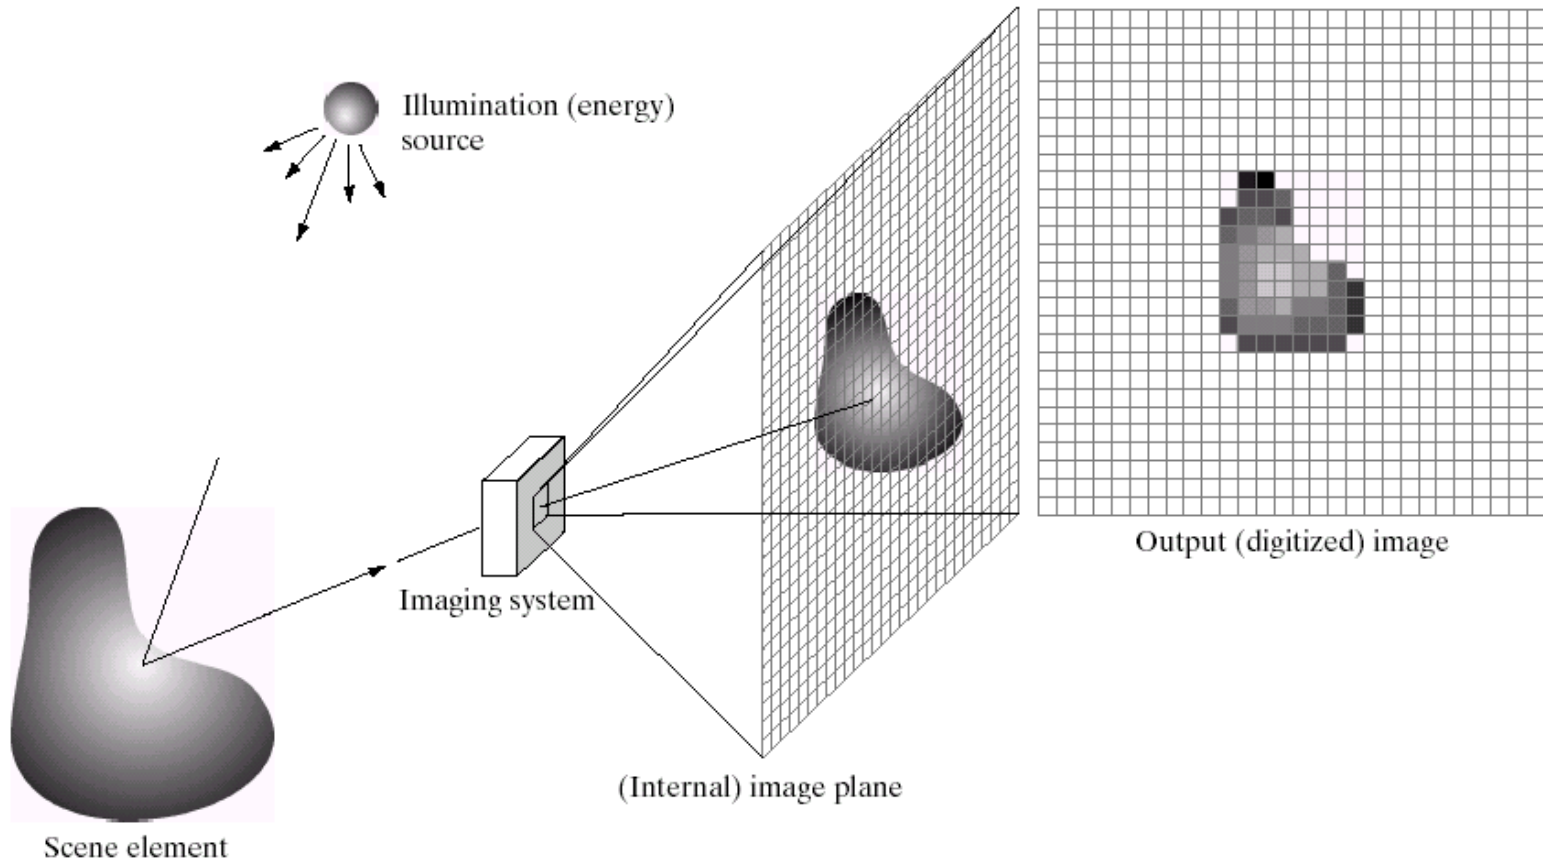 Illumination (energy)
source
Output (digitized) image
Imaging system
(Internal) image plane
Scene element